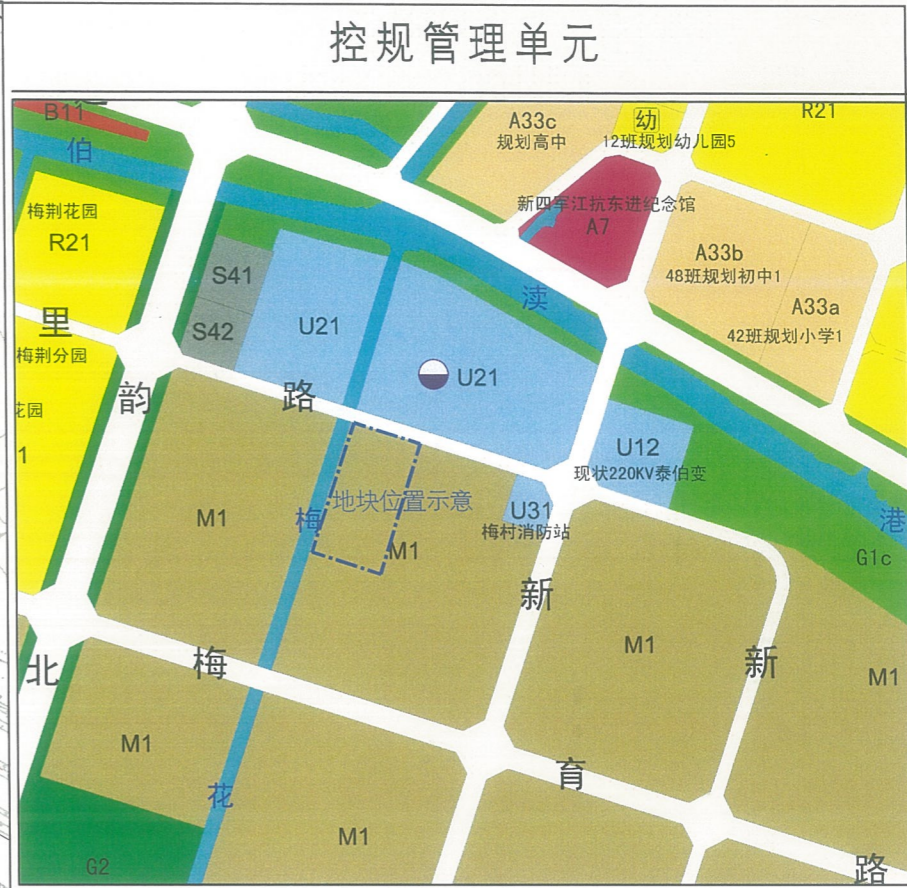 控规管理单元
B11
伯
A33c
规划高中
幼
12班规划幼儿园5
R21
梅荆花园
R21
新四军江抗东进纪念馆
A7
A33b
48班规划初中1
A33a
42班规划小学1
S41
S42
U21
渎
里
梅荆分园
花园
1
韵
路
U21
U12
现状220KV泰伯变
地块位置示意
M1
梅
M1
U31
梅村消防站
港
G1c
新
M1
新
M1
北
梅
M1
花
育
M1
G2
路